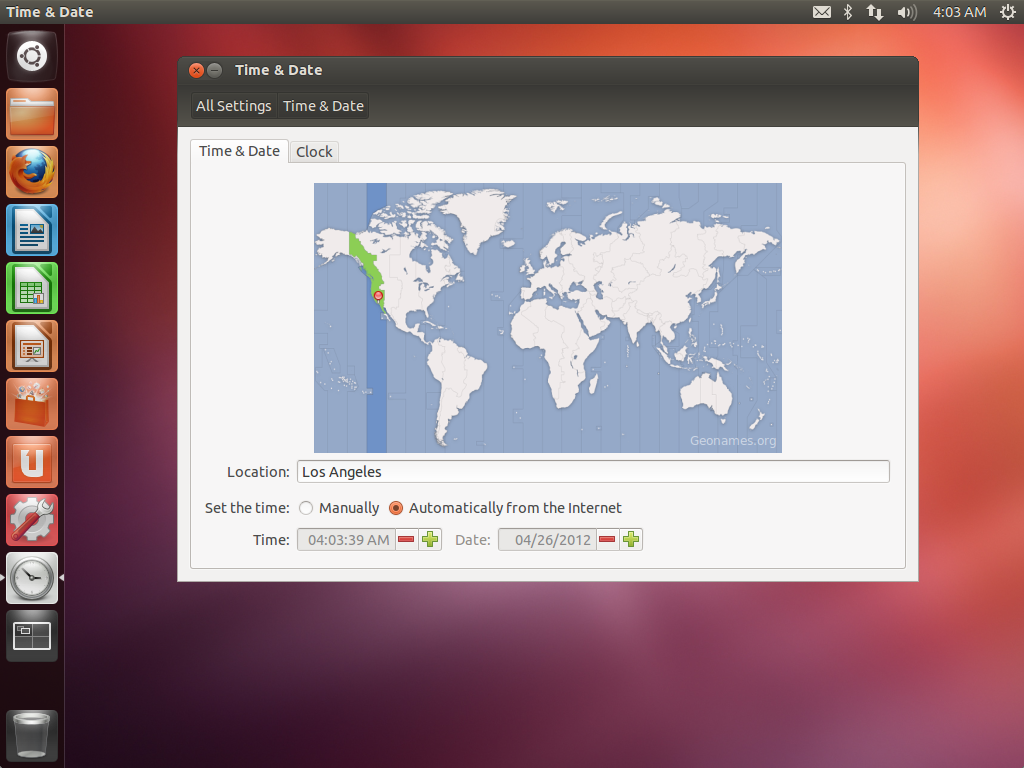 Time & Date
4:03 AM
Time & Date
All Settings
Time & Date
Time & Date
Clock
Geonames.org
Location: Los Angeles
Set the time: Manually Automatically from the Internet
Time: 04:03:39 AM Date: 04/26/2012